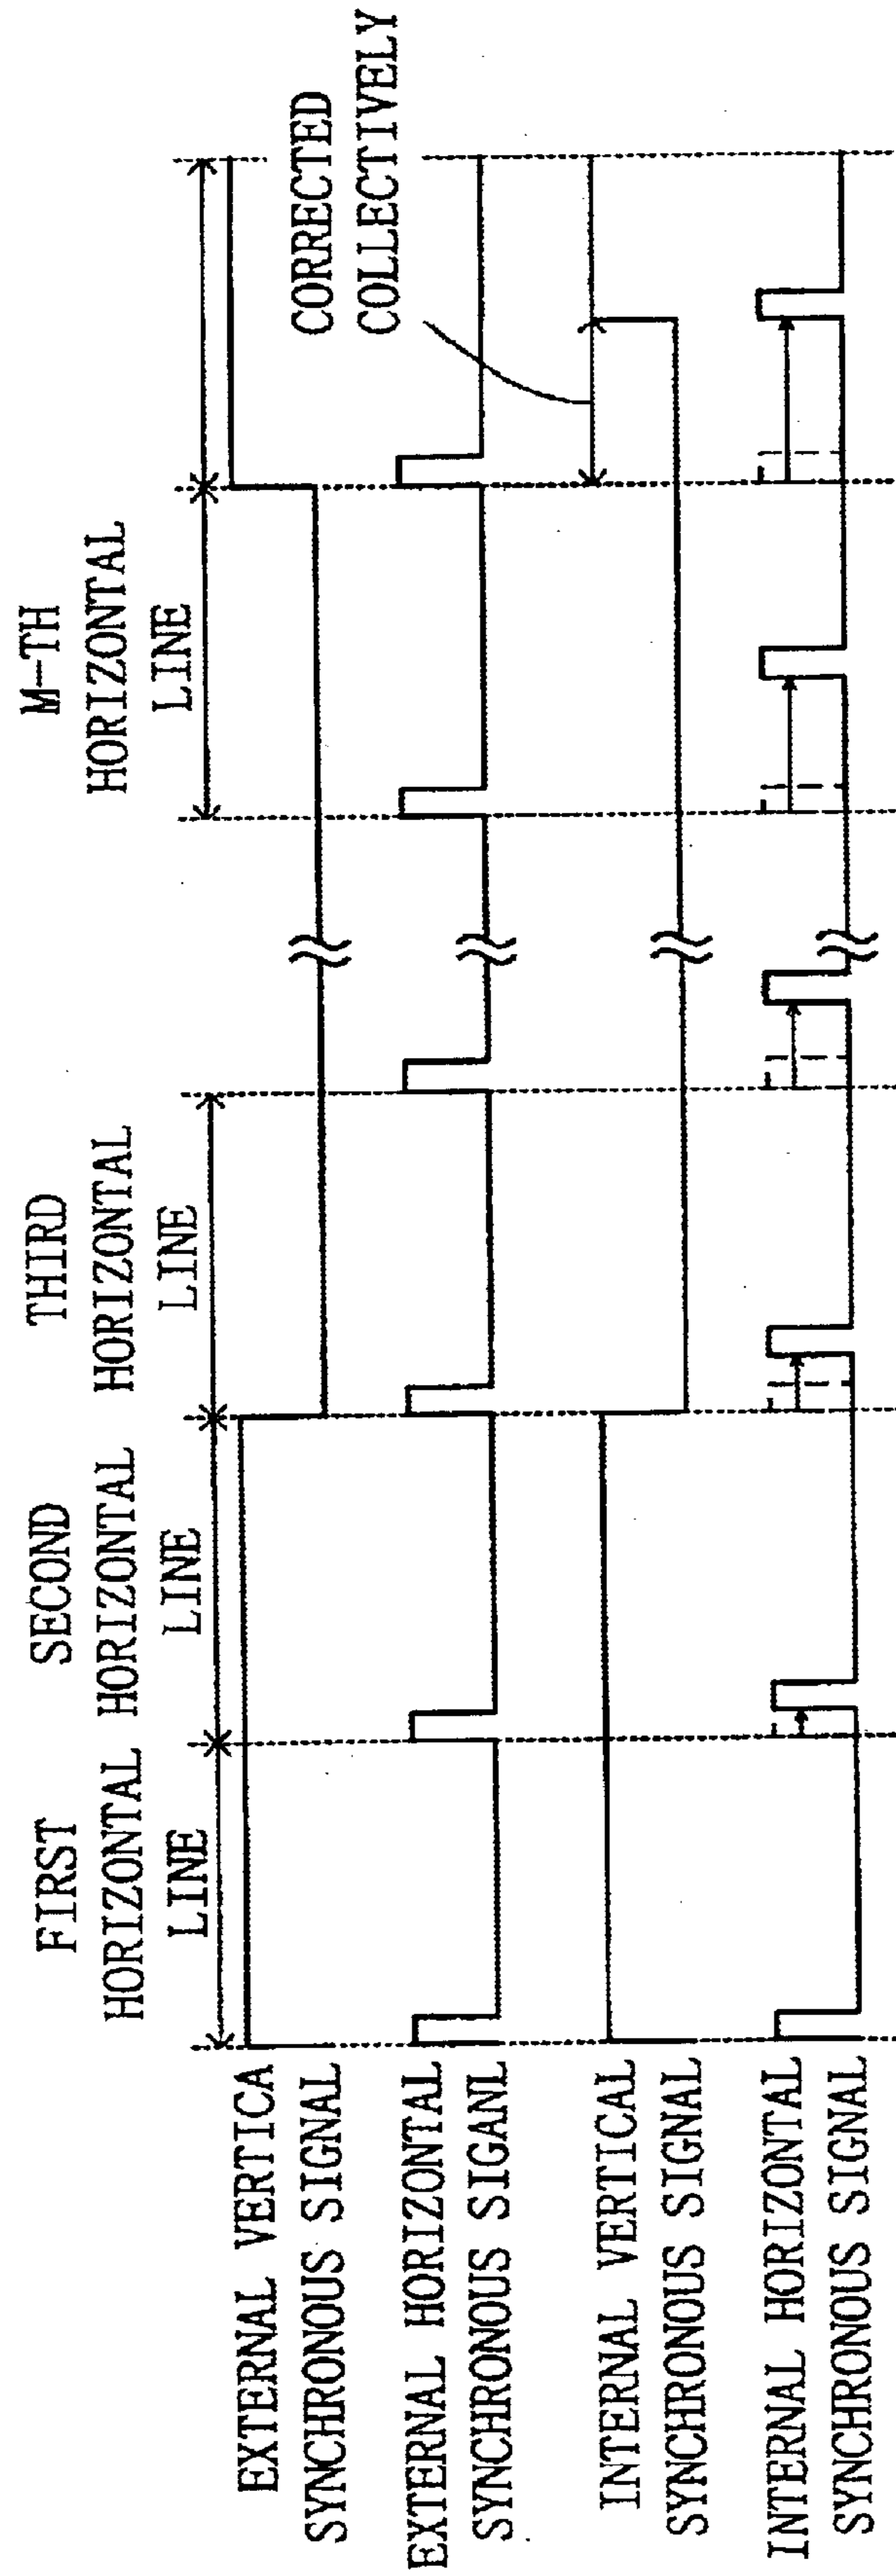 FIRST
HORIZONTAL
LINE
SECOND
HORIZONTAL
LINE
THIRD
HORIZONTAL
LINE
M-TH
HORIZONTAL
LINE
EXTERNAL VERTICA
SYNCHRONOUS SIGNAL
EXTERNAL HORIZONTAL
SYNCHRONOUS SIGANL
CORRECTED
COLLECTIVELY
INTERNAL VERTICAL
SYNCHRONOUS SIGNAL
INTERNAL HORIZONTAL
SYNCHRONOUS SIGNAL